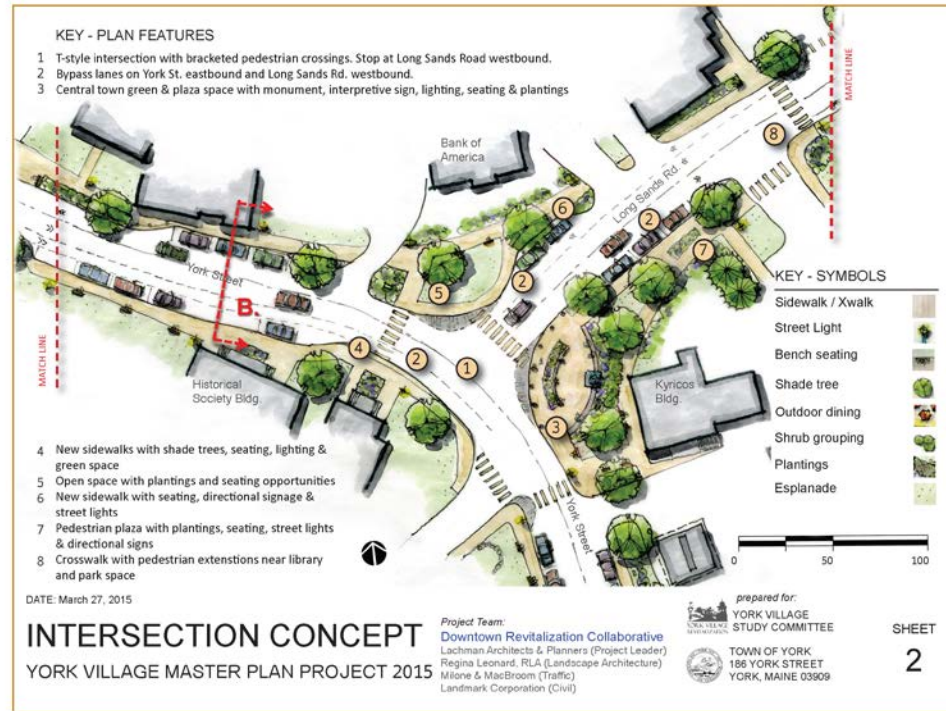 KEY - PLAN FEATURES
1 T-style intersection with bracketed pedestrian crossings. Stop at Long Sands Road westbound.
2 Bypass lanes on York St. eastbound and Long Sands Rd. westbound.
3 Central town green & plaza space with monument, interpretive sign, lighting, seating & plantings
MATCH LINE
MATCH LINE
Bank of
America
Long Sands Rd.
York Street
B.
Historical
Society Bldg.
Kyricos
Bldg.
York Street
1
2
2
2
3
4
5
6
7
8
KEY - SYMBOLS
Sidewalk / Xwalk
Street Light
Bench seating
Shade tree
Outdoor dining
Shrub grouping
Plantings
Esplanade
0 50 100
4 New sidewalks with shade trees, seating, lighting &
green space
5 Open space with plantings and seating opportunities
6 New sidewalk with seating, directional signage &
street lights
7 Pedestrian plaza with plantings, seating, street lights
& directional signs
8 Crosswalk with pedestrian extenstions near library
and park space
DATE: March 27, 2015
INTERSECTION CONCEPT
YORK VILLAGE MASTER PLAN PROJECT 2015
Project Team:
Downtown Revitalization Collaborative
Lachman Architects & Planners (Project Leader)
Regina Leonard, RLA (Landscape Architecture)
Milone & MacBroom (Traffic)
Landmark Corporation (Civil)
prepared for:
YORK VILLAGE
STUDY COMMITTEE
TOWN OF YORK
186 YORK STREET
YORK, MAINE 03909
SHEET
2